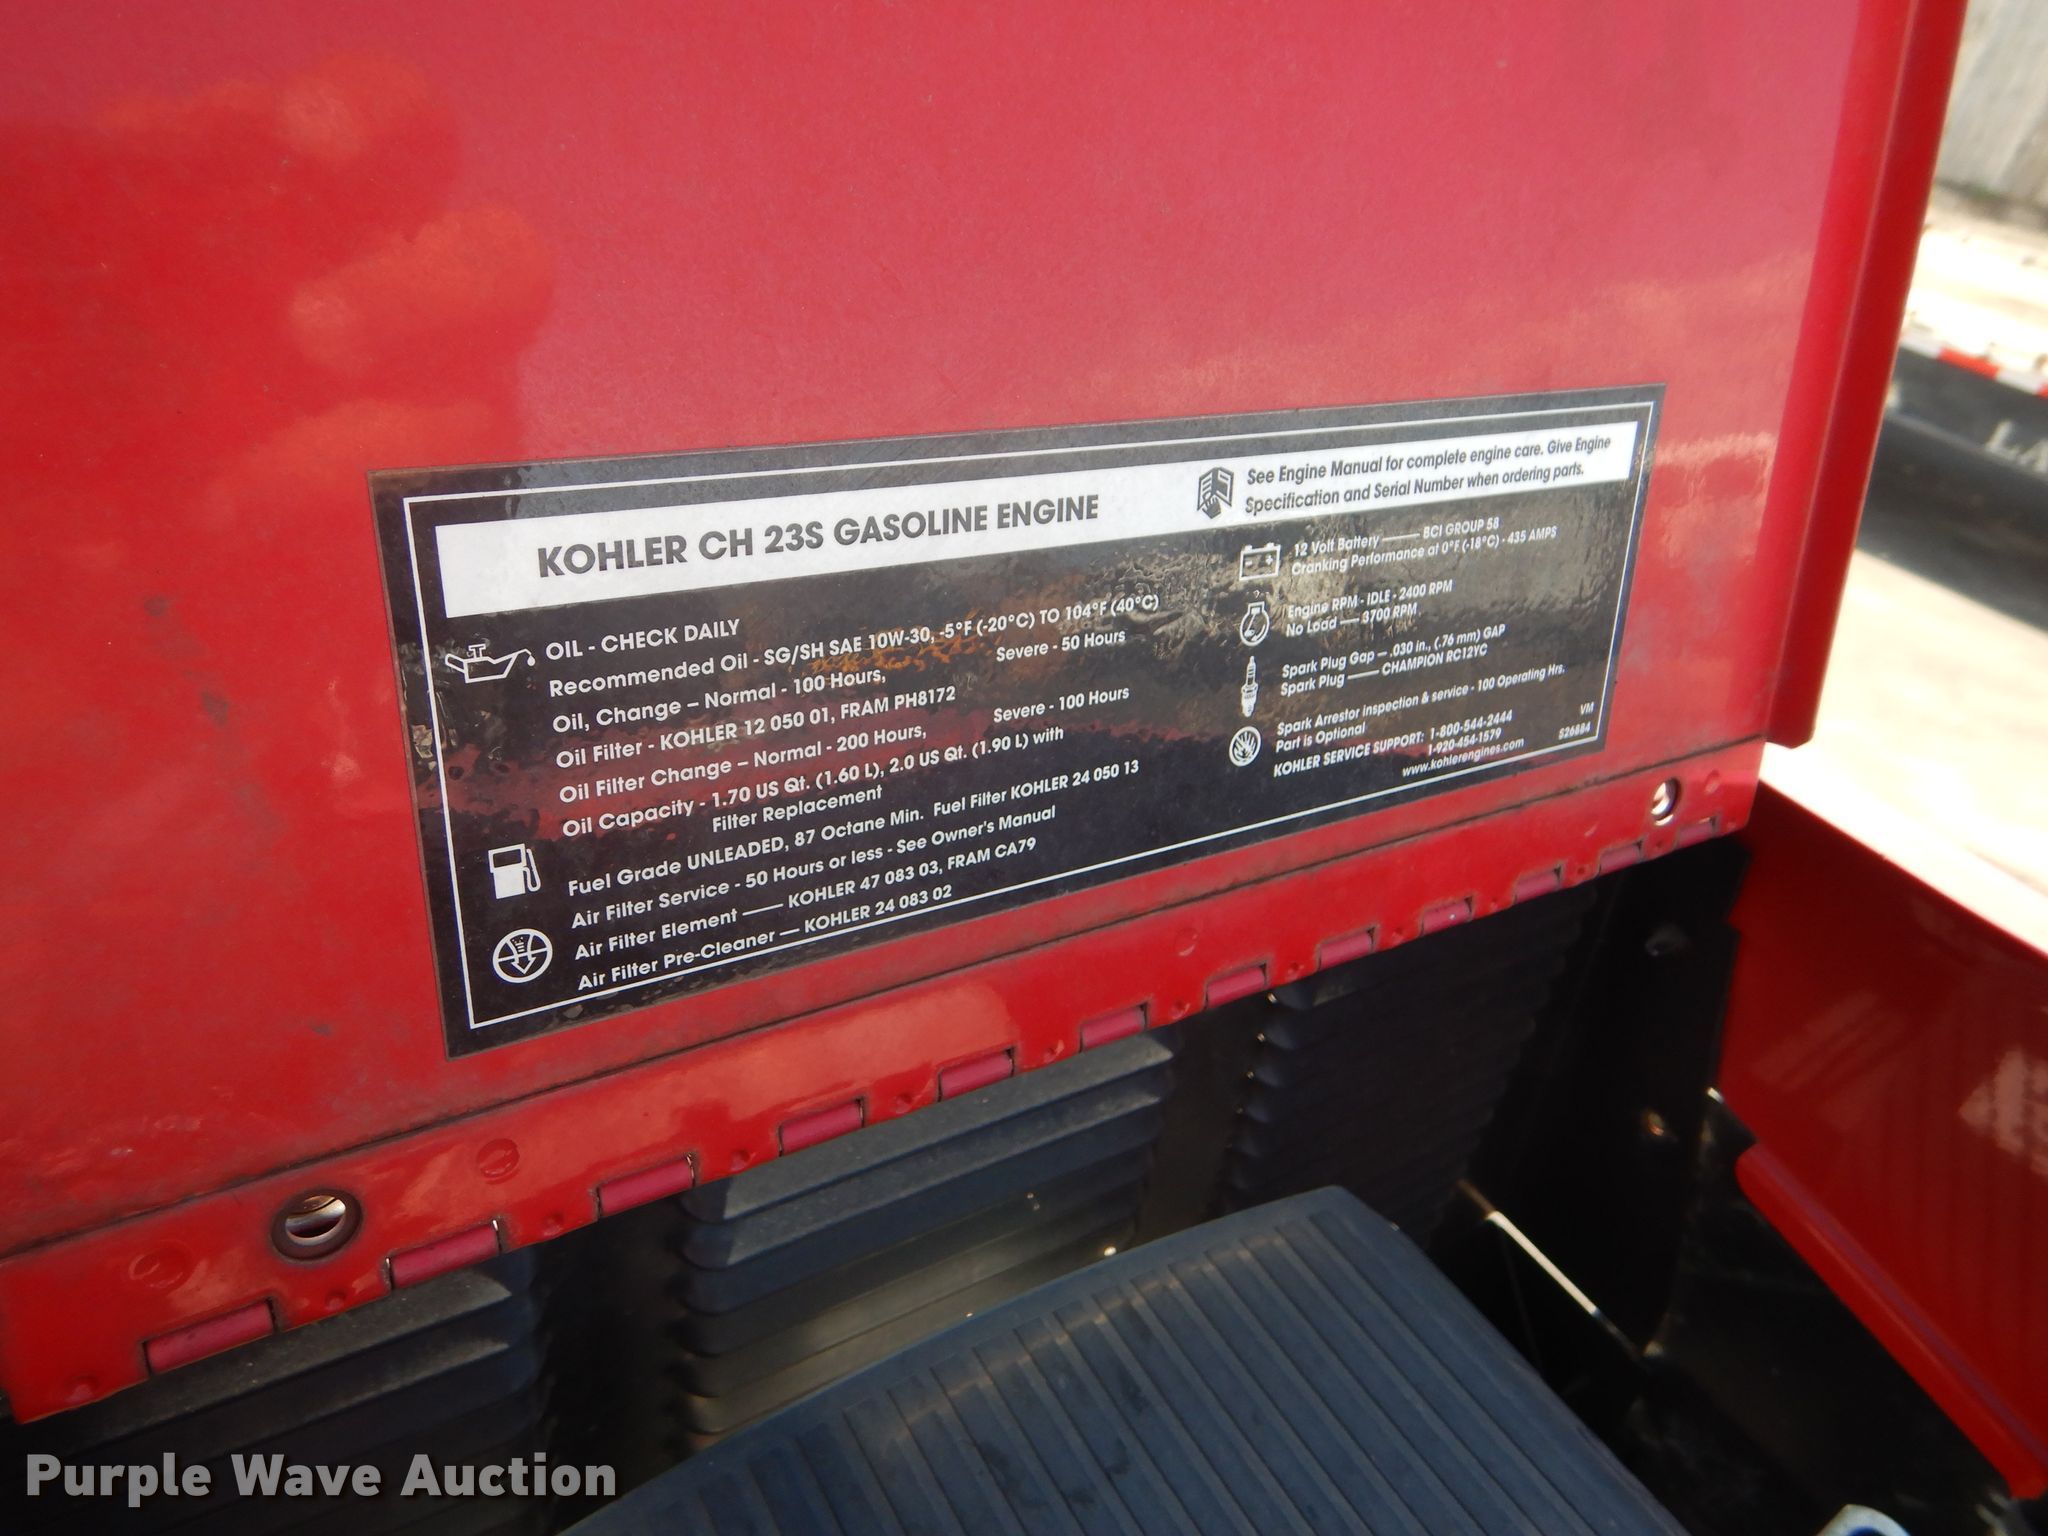 KOHLER CH 23S GASOLINE ENGINE
See Engine Manual for complete engine care. Give Engine
Specification and Serial Number when ordering parts.
OIL - CHECK DAILY
Recommended Oil - SG/SH SAE 10W-30, -5°F (-20°C) TO 104°F (40°C)
Oil, Change – Normal - 100 Hours, Severe - 50 Hours
Oil Filter - KOHLER 12 050 01, FRAM PH8172
Oil Filter Change – Normal - 200 Hours, Severe - 100 Hours
Oil Capacity - 1.70 US Qt. (1.60 L), 2.0 US Qt. (1.90 L) with
Filter Replacement
Fuel Grade UNLEADED, 87 Octane Min. Fuel Filter KOHLER 24 050 13
Air Filter Service - 50 Hours or less - See Owner's Manual
Air Filter Element —— KOHLER 47 083 03, FRAM CA79
Air Filter Pre-Cleaner — KOHLER 24 083 02
12 Volt Battery —— BCI GROUP 58
Cranking Performance at 0°F (-18°C) - 435 AMPS
Engine RPM - IDLE - 2400 RPM
No Load —— 3700 RPM
Spark Plug Gap — .030 in., (.76 mm) GAP
Spark Plug —— CHAMPION RC12YC
Spark Arrestor inspection & service - 100 Operating Hrs.
Part is Optional
KOHLER SERVICE SUPPORT: 1-800-544-2444
1-920-454-1579
www.kohlerengines.com
VM
526884
Purple Wave Auction